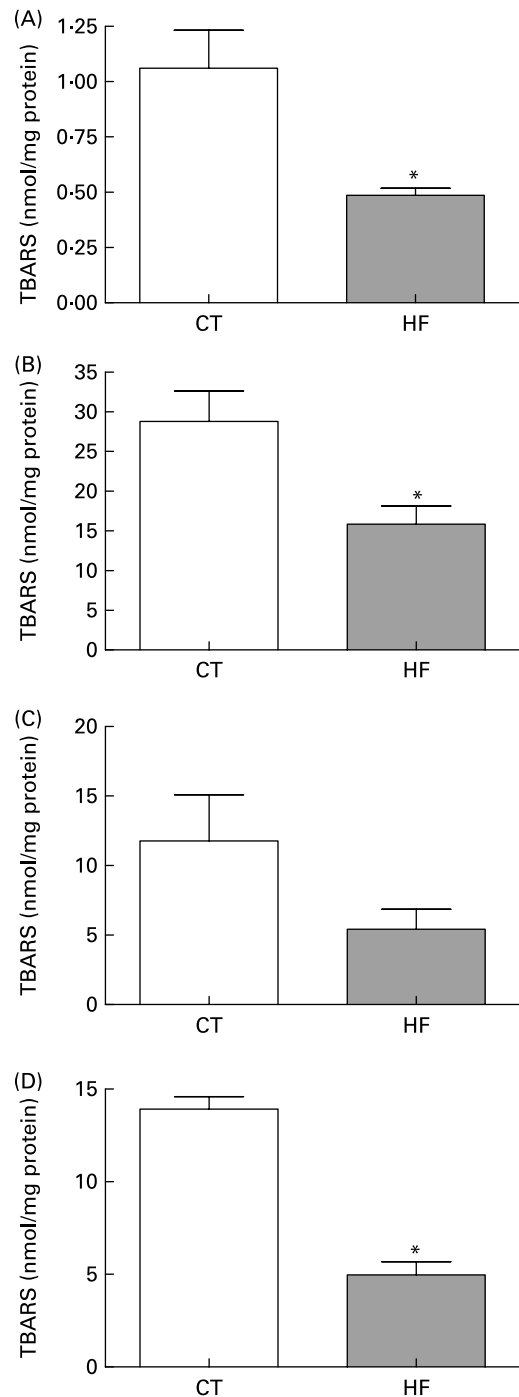 (A)
TBARS (nmol/mg protein)
1·25
1·00
0·75
0·50
0·25
0·00
*
CT HF
(B)
TBARS (nmol/mg protein)
35
30
25
20
15
10
5
0
*
CT HF
(C)
TBARS (nmol/mg protein)
20
15
10
5
0
CT HF
(D)
TBARS (nmol/mg protein)
15
10
5
0
*
CT HF